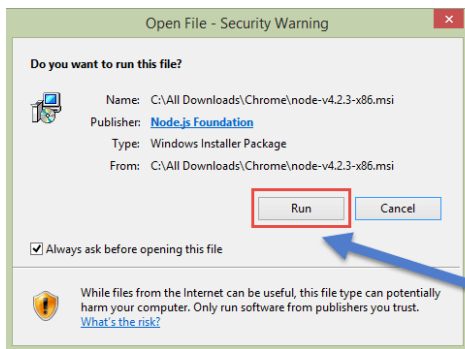 Open File - Security Warning
Do you want to run this file?
Name: C:\All Downloads\Chrome\node-v4.2.3-x86.msi
Publisher: Node.js Foundation
Type: Windows Installer Package
From: C:\All Downloads\Chrome\node-v4.2.3-x86.msi
Run Cancel
Always ask before opening this file
While files from the Internet can be useful, this file type can potentially
harm your computer. Only run software from publishers you trust.
What's the risk?